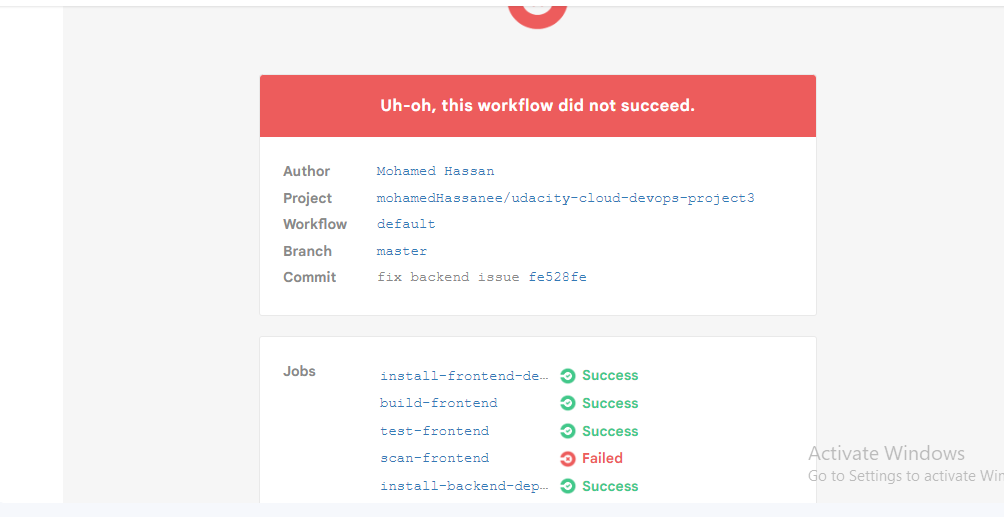 Uh-oh, this workflow did not succeed.
Author Mohamed Hassan
Project mohamedHassanee/udacity-cloud-devops-project3
Workflow default
Branch master
Commit fix backend issue fe528fe
Jobs install-frontend-de… Success
build-frontend Success
test-frontend Success
scan-frontend Failed
install-backend-dep… Success
Activate Windows
Go to Settings to activate Win